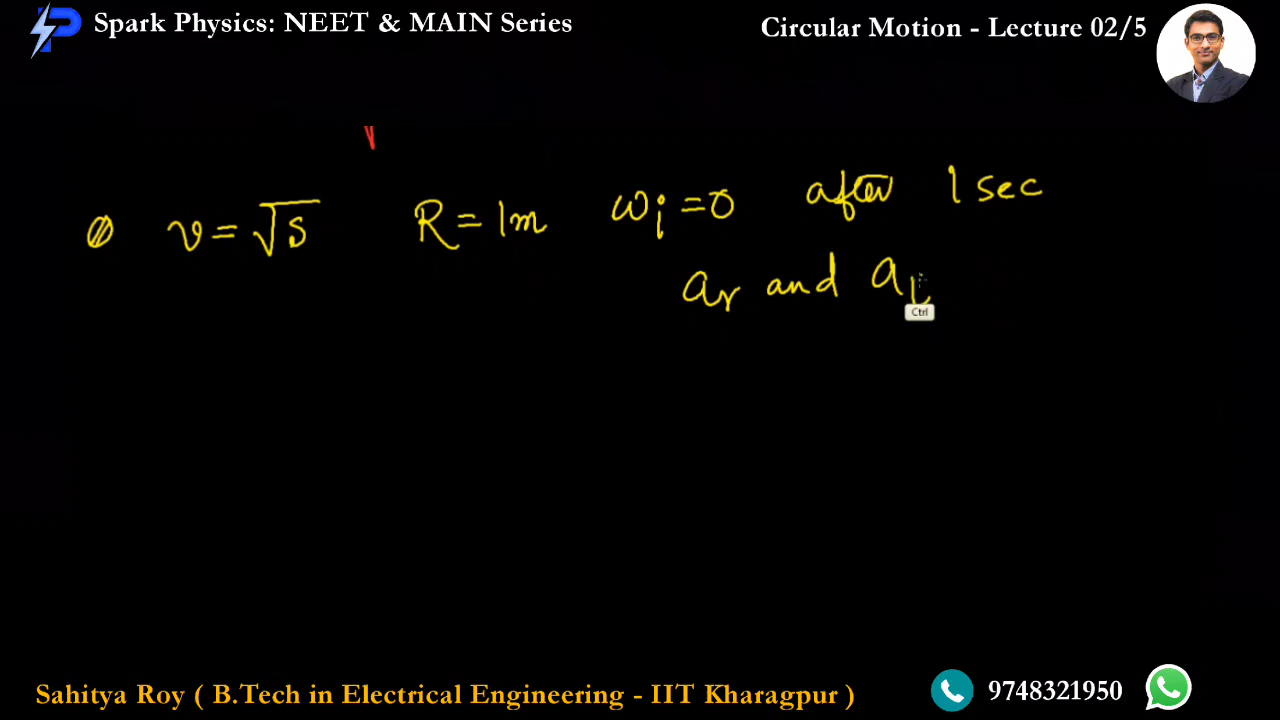 Spark Physics: NEET & MAIN Series
Circular Motion - Lecture 02/5
v = √s R = 1m ωi = 0 after 1 sec
ar and at
Ctrl
Sahitya Roy ( B.Tech in Electrical Engineering - IIT Kharagpur )
9748321950